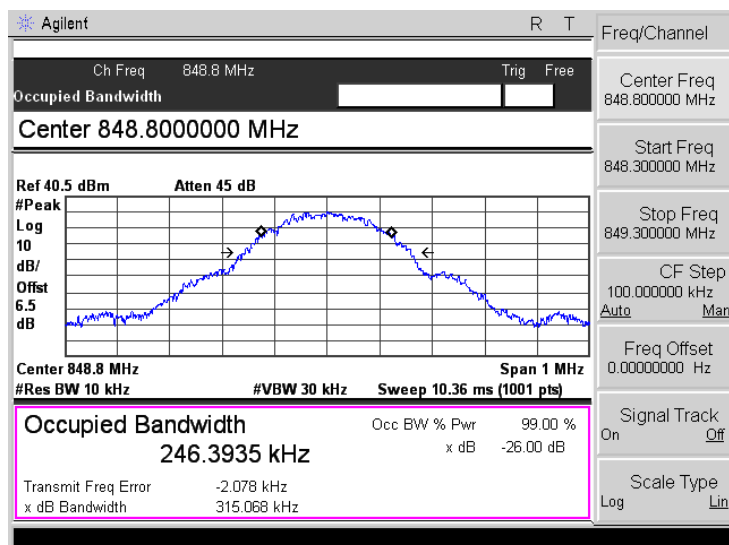 Agilent R T
Freq/Channel
Ch Freq 848.8 MHz Trig Free
Occupied Bandwidth
Center 848.8000000 MHz
Ref 40.5 dBm Atten 45 dB
#Peak
Log
10
dB/
Offst
6.5
dB
Center 848.8 MHz Span 1 MHz
#Res BW 10 kHz #VBW 30 kHz Sweep 10.36 ms (1001 pts)
Occupied Bandwidth
246.3935 kHz
Occ BW % Pwr 99.00 %
x dB -26.00 dB
Transmit Freq Error -2.078 kHz
x dB Bandwidth 315.068 kHz
Center Freq
848.800000 MHz
Start Freq
848.300000 MHz
Stop Freq
849.300000 MHz
CF Step
100.000000 kHz
Auto Man
Freq Offset
0.00000000 Hz
Signal Track
On Off
Scale Type
Log Lin